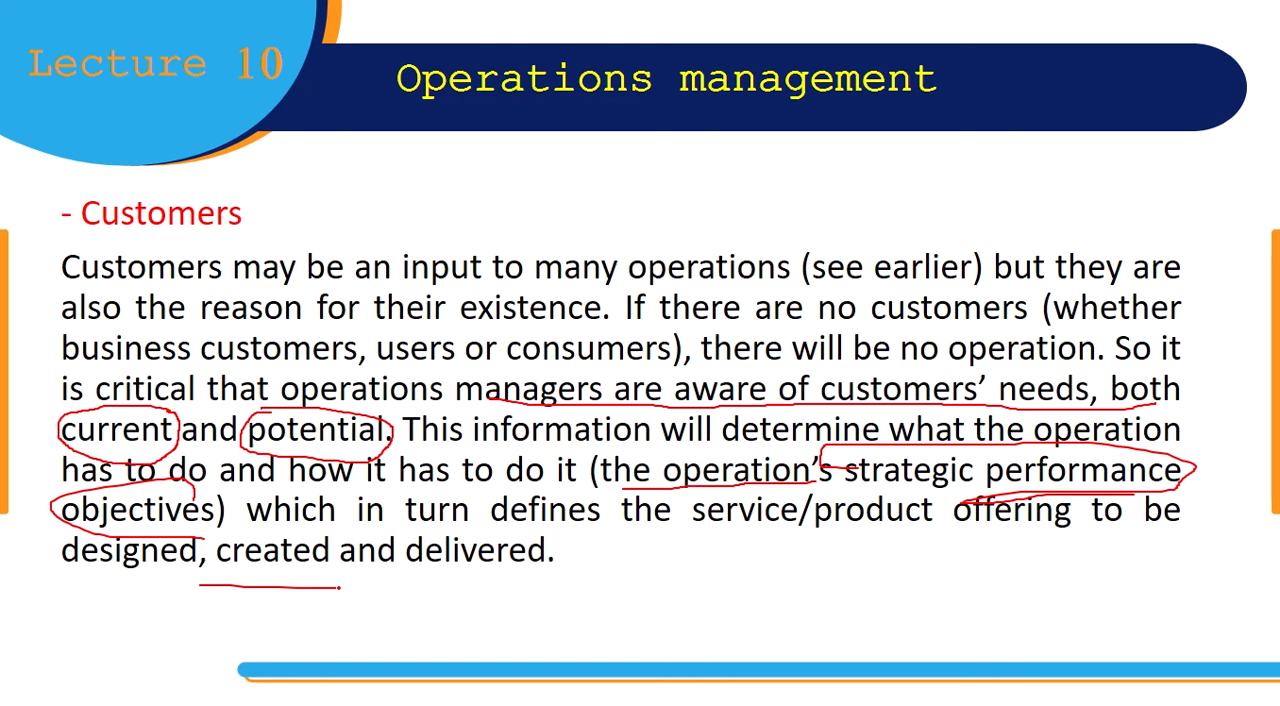 Lecture 10
Operations management
- Customers
Customers may be an input to many operations (see earlier) but they are
also the reason for their existence. If there are no customers (whether
business customers, users or consumers), there will be no operation. So it
is critical that operations managers are aware of customers’ needs, both
current and potential. This information will determine what the operation
has to do and how it has to do it (the operation’s strategic performance
objectives) which in turn defines the service/product offering to be
designed, created and delivered.